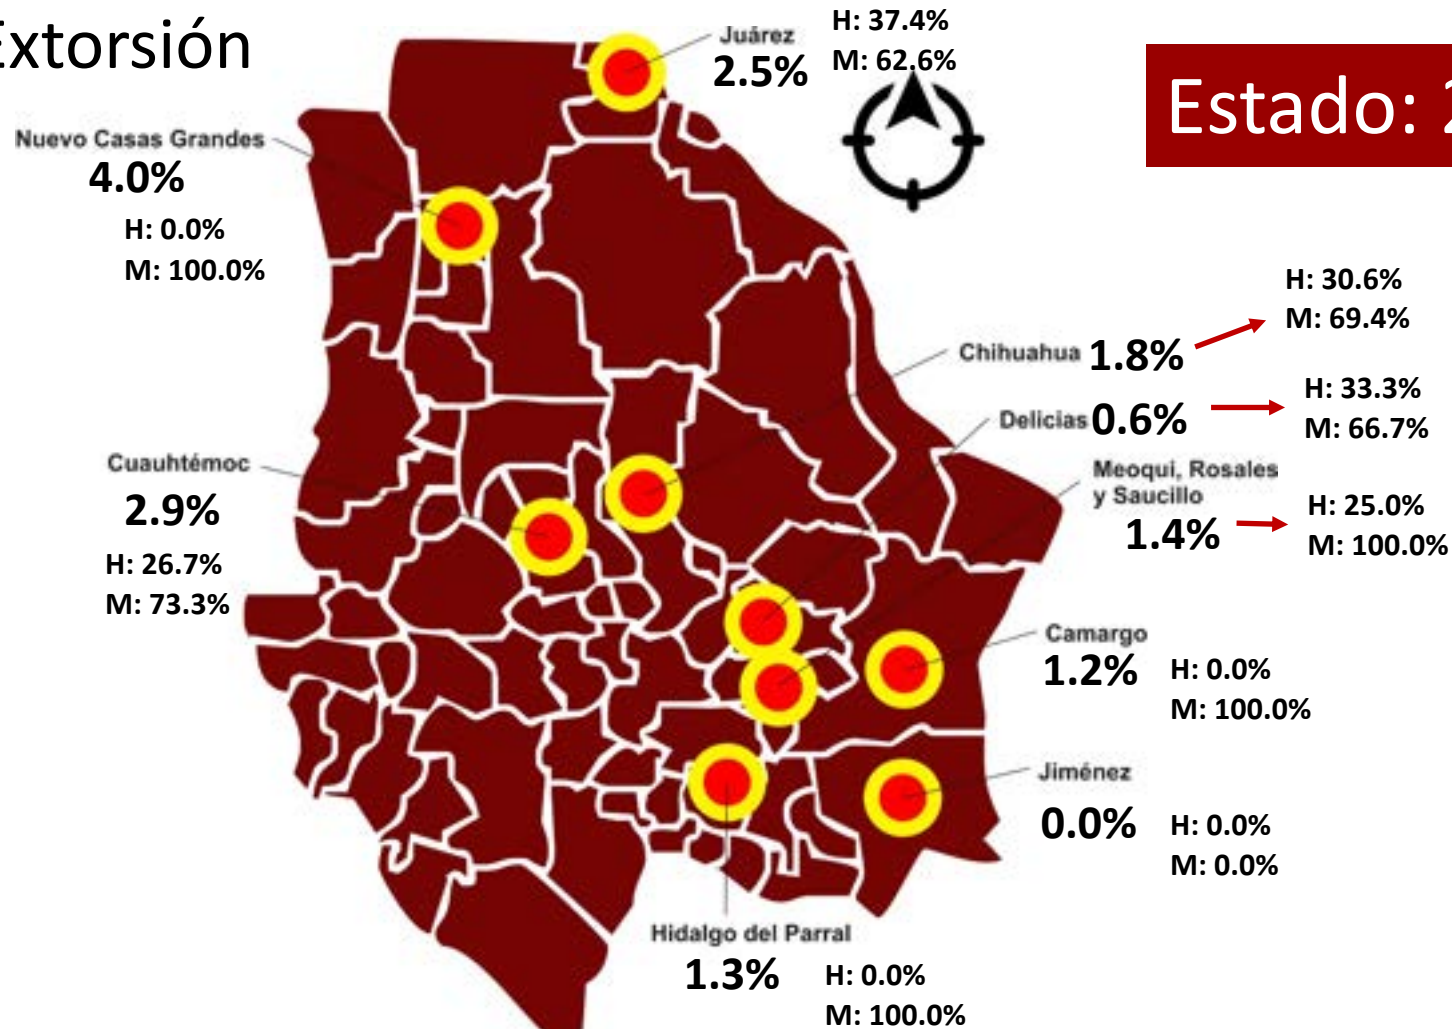 Extorsión
Estado: 2
Juárez
2.5%
H: 37.4%
M: 62.6%
Nuevo Casas Grandes
4.0%
H: 0.0%
M: 100.0%
Chihuahua 1.8%
H: 30.6%
M: 69.4%
Delicias 0.6%
H: 33.3%
M: 66.7%
Meoqui, Rosales
y Saucillo
1.4%
H: 25.0%
M: 100.0%
Cuauhtémoc
2.9%
H: 26.7%
M: 73.3%
Camargo
1.2%
H: 0.0%
M: 100.0%
Jiménez
0.0%
H: 0.0%
M: 0.0%
Hidalgo del Parral
1.3%
H: 0.0%
M: 100.0%